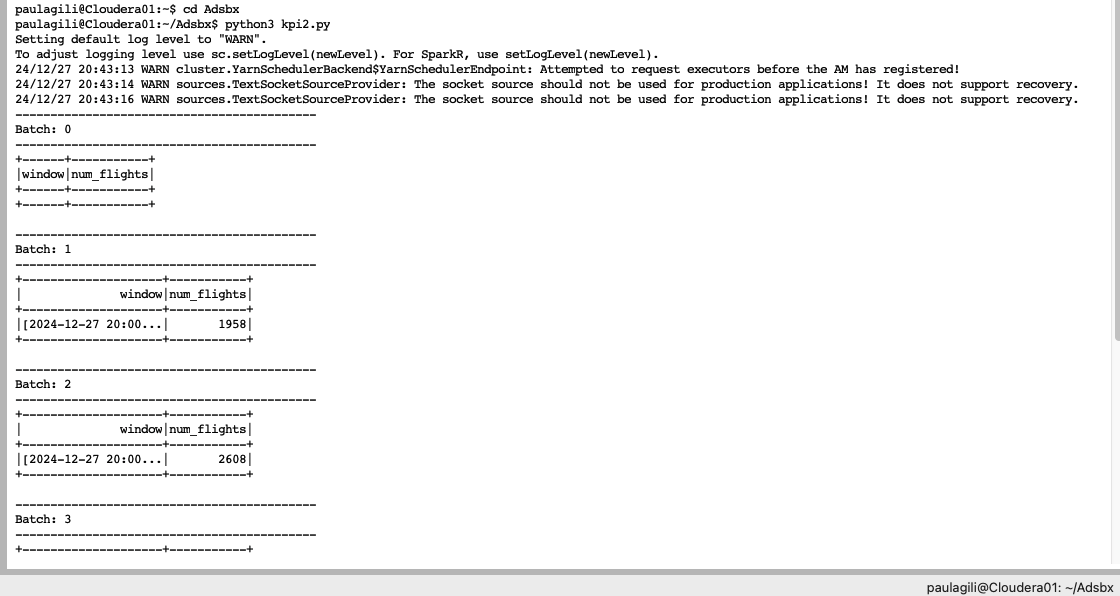 paulagili@Cloudera01:~$ cd Adsbx
paulagili@Cloudera01:~/Adsbx$ python3 kpi2.py
Setting default log level to "WARN".
To adjust logging level use sc.setLogLevel(newLevel). For SparkR, use setLogLevel(newLevel).
24/12/27 20:43:13 WARN cluster.YarnSchedulerBackend$YarnSchedulerEndpoint: Attempted to request executors before the AM has registered!
24/12/27 20:43:14 WARN sources.TextSocketSourceProvider: The socket source should not be used for production applications! It does not support recovery.
24/12/27 20:43:16 WARN sources.TextSocketSourceProvider: The socket source should not be used for production applications! It does not support recovery.
-------------------------------------------
Batch: 0
-------------------------------------------
+------+-----------+
|window|num_flights|
+------+-----------+
+------+-----------+

-------------------------------------------
Batch: 1
-------------------------------------------
+--------------------+-----------+
|              window|num_flights|
+--------------------+-----------+
|[2024-12-27 20:00...|       1958|
+--------------------+-----------+

-------------------------------------------
Batch: 2
-------------------------------------------
+--------------------+-----------+
|              window|num_flights|
+--------------------+-----------+
|[2024-12-27 20:00...|       2608|
+--------------------+-----------+

-------------------------------------------
Batch: 3
-------------------------------------------
+--------------------+-----------+
paulagili@Cloudera01: ~/Adsbx